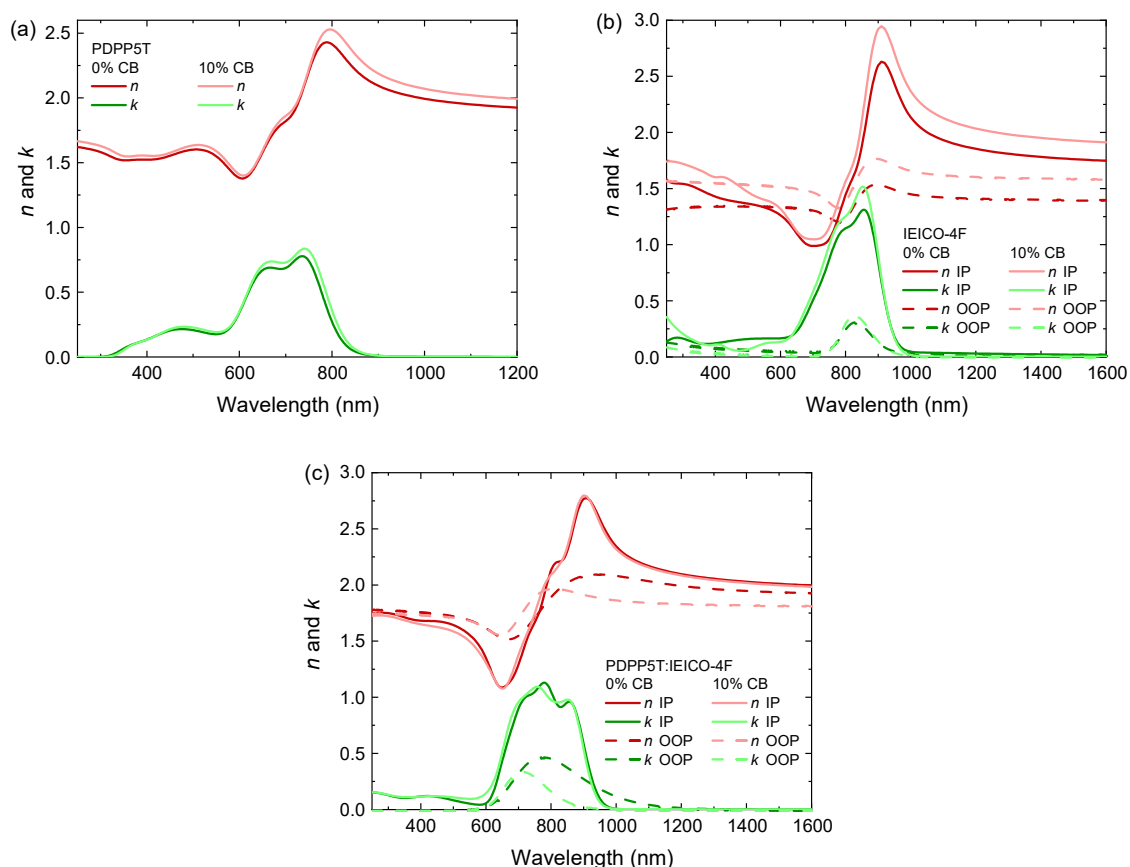 (a)
PDPP5T
0% CB 10% CB
n n
k k
2.5
2.0
1.5
1.0
0.5
0.0
n and k
400 600 800 1000 1200
Wavelength (nm)
(b)
3.0
2.5
2.0
1.5
1.0
0.5
0.0
n and k
IEICO-4F
0% CB 10% CB
n IP n IP
k IP k IP
n OOP n OOP
k OOP k OOP
400 600 800 1000 1200 1400 1600
Wavelength (nm)
(c)
3.0
2.5
2.0
1.5
1.0
0.5
0.0
n and k
PDPP5T:IEICO-4F
0% CB 10% CB
n IP n IP
k IP k IP
n OOP n OOP
k OOP k OOP
400 600 800 1000 1200 1400 1600
Wavelength (nm)